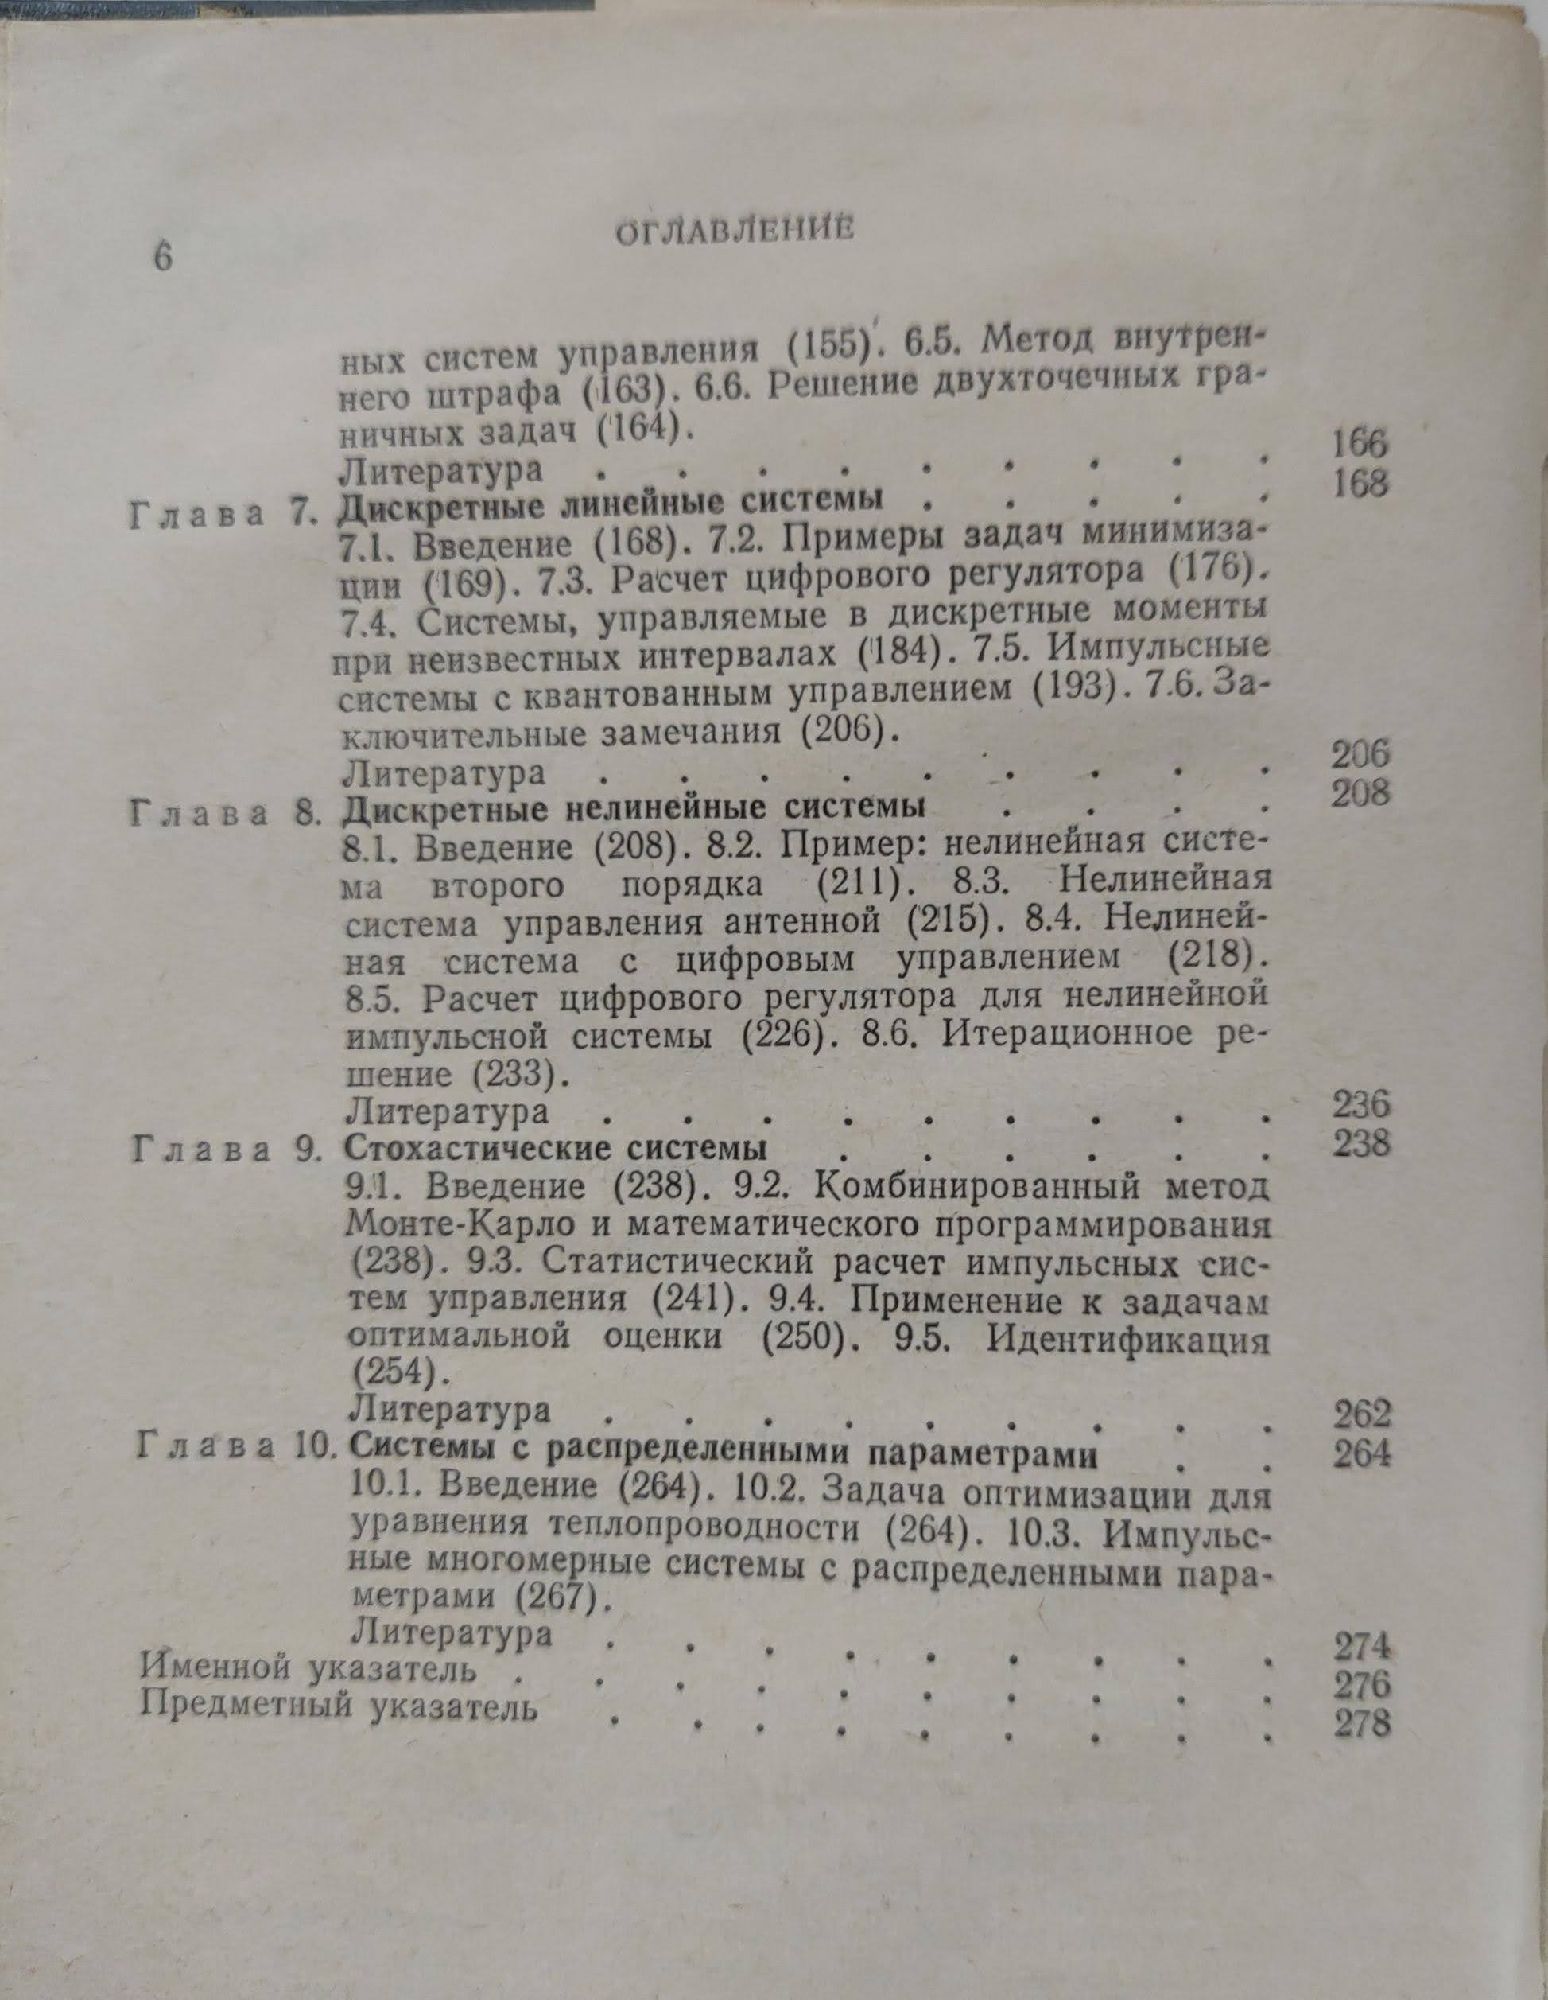 6
ОГЛАВЛЕНИЕ
ных систем управления (155). 6.5. Метод внутрен-
него штрафа (163). 6.6. Решение двухточечных гра-
ничных задач (164).
Литература . . . . . . . . . 166
Глава 7. Дискретные линейные системы . . . . . 168
7.1. Введение (168). 7.2. Примеры задач минимиза-
ции (169). 7.3. Расчет цифрового регулятора (176).
7.4. Системы, управляемые в дискретные моменты
при неизвестных интервалах (184). 7.5. Импульсные
системы с квантованным управлением (193). 7.6. За-
ключительные замечания (206).
Литература . . . . . . . . . 206
Глава 8. Дискретные нелинейные системы . . . . 208
8.1. Введение (208). 8.2. Пример: нелинейная систе-
ма второго порядка (211). 8.3. Нелинейная
система управления антенной (215). 8.4. Нелиней-
ная система с цифровым управлением (218).
8.5. Расчет цифрового регулятора для нелинейной
импульсной системы (226). 8.6. Итерационное ре-
шение (233).
Литература . . . . . . . . . 236
Глава 9. Стохастические системы . . . . . . 238
9.1. Введение (238). 9.2. Комбинированный метод
Монте-Карло и математического программирования
(238). 9.3. Статистический расчет импульсных сис-
тем управления (241). 9.4. Применение к задачам
оптимальной оценки (250). 9.5. Идентификация
(254).
Литература . . . . . . . . . 262
Глава 10. Системы с распределенными параметрами . . 264
10.1. Введение (264). 10.2. Задача оптимизации для
уравнения теплопроводности (264). 10.3. Импульс-
ные многомерные системы с распределенными пара-
метрами (267).
Литература . . . . . . . . . 274
Именной указатель . . . . . . . . . . 276
Предметный указатель . . . . . . . . . 278